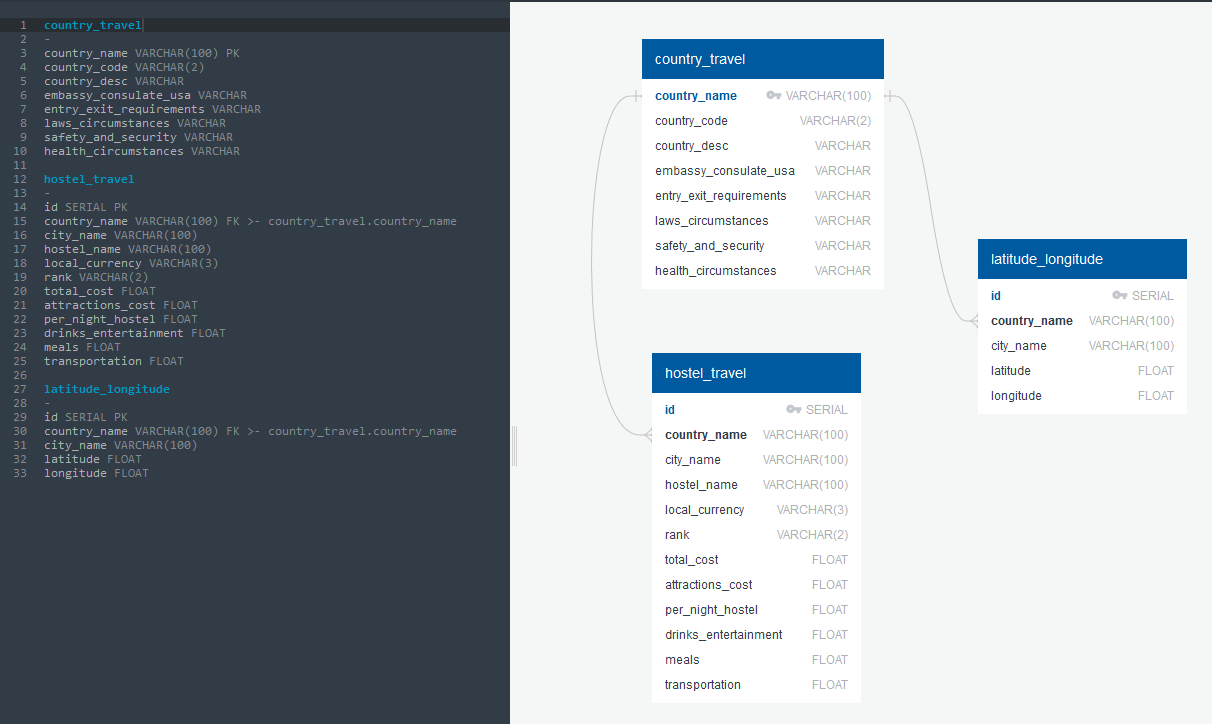 1 country_travel
2 -
3 country_name VARCHAR(100) PK
4 country_code VARCHAR(2)
5 country_desc VARCHAR
6 embassy_consulate_usa VARCHAR
7 entry_exit_requirements VARCHAR
8 laws_circumstances VARCHAR
9 safety_and_security VARCHAR
10 health_circumstances VARCHAR
11
12 hostel_travel
13 -
14 id SERIAL PK
15 country_name VARCHAR(100) FK >- country_travel.country_name
16 city_name VARCHAR(100)
17 hostel_name VARCHAR(100)
18 local_currency VARCHAR(3)
19 rank VARCHAR(2)
20 total_cost FLOAT
21 attractions_cost FLOAT
22 per_night_hostel FLOAT
23 drinks_entertainment FLOAT
24 meals FLOAT
25 transportation FLOAT
26
27 latitude_longitude
28 -
29 id SERIAL PK
30 country_name VARCHAR(100) FK >- country_travel.country_name
31 city_name VARCHAR(100)
32 latitude FLOAT
33 longitude FLOAT
country_travel
country_name VARCHAR(100)
country_code VARCHAR(2)
country_desc VARCHAR
embassy_consulate_usa VARCHAR
entry_exit_requirements VARCHAR
laws_circumstances VARCHAR
safety_and_security VARCHAR
health_circumstances VARCHAR
latitude_longitude
id SERIAL
country_name VARCHAR(100)
city_name VARCHAR(100)
latitude FLOAT
longitude FLOAT
hostel_travel
id SERIAL
country_name VARCHAR(100)
city_name VARCHAR(100)
hostel_name VARCHAR(100)
local_currency VARCHAR(3)
rank VARCHAR(2)
total_cost FLOAT
attractions_cost FLOAT
per_night_hostel FLOAT
drinks_entertainment FLOAT
meals FLOAT
transportation FLOAT